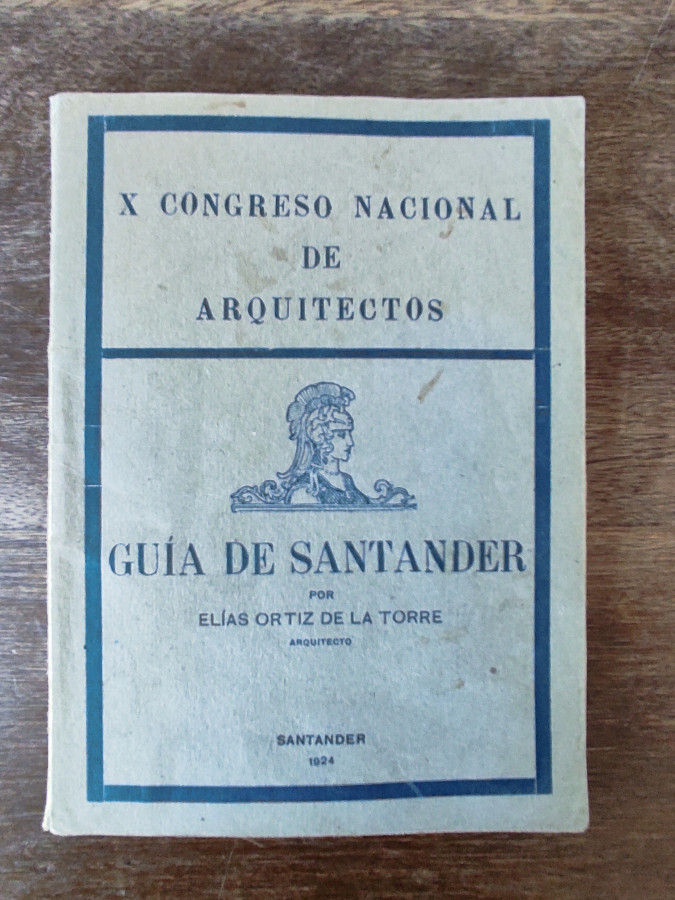 X CONGRESO NACIONAL
DE
ARQUITECTOS
GUÍA DE SANTANDER
POR
ELÍAS ORTIZ DE LA TORRE
ARQUITECTO
SANTANDER
1924